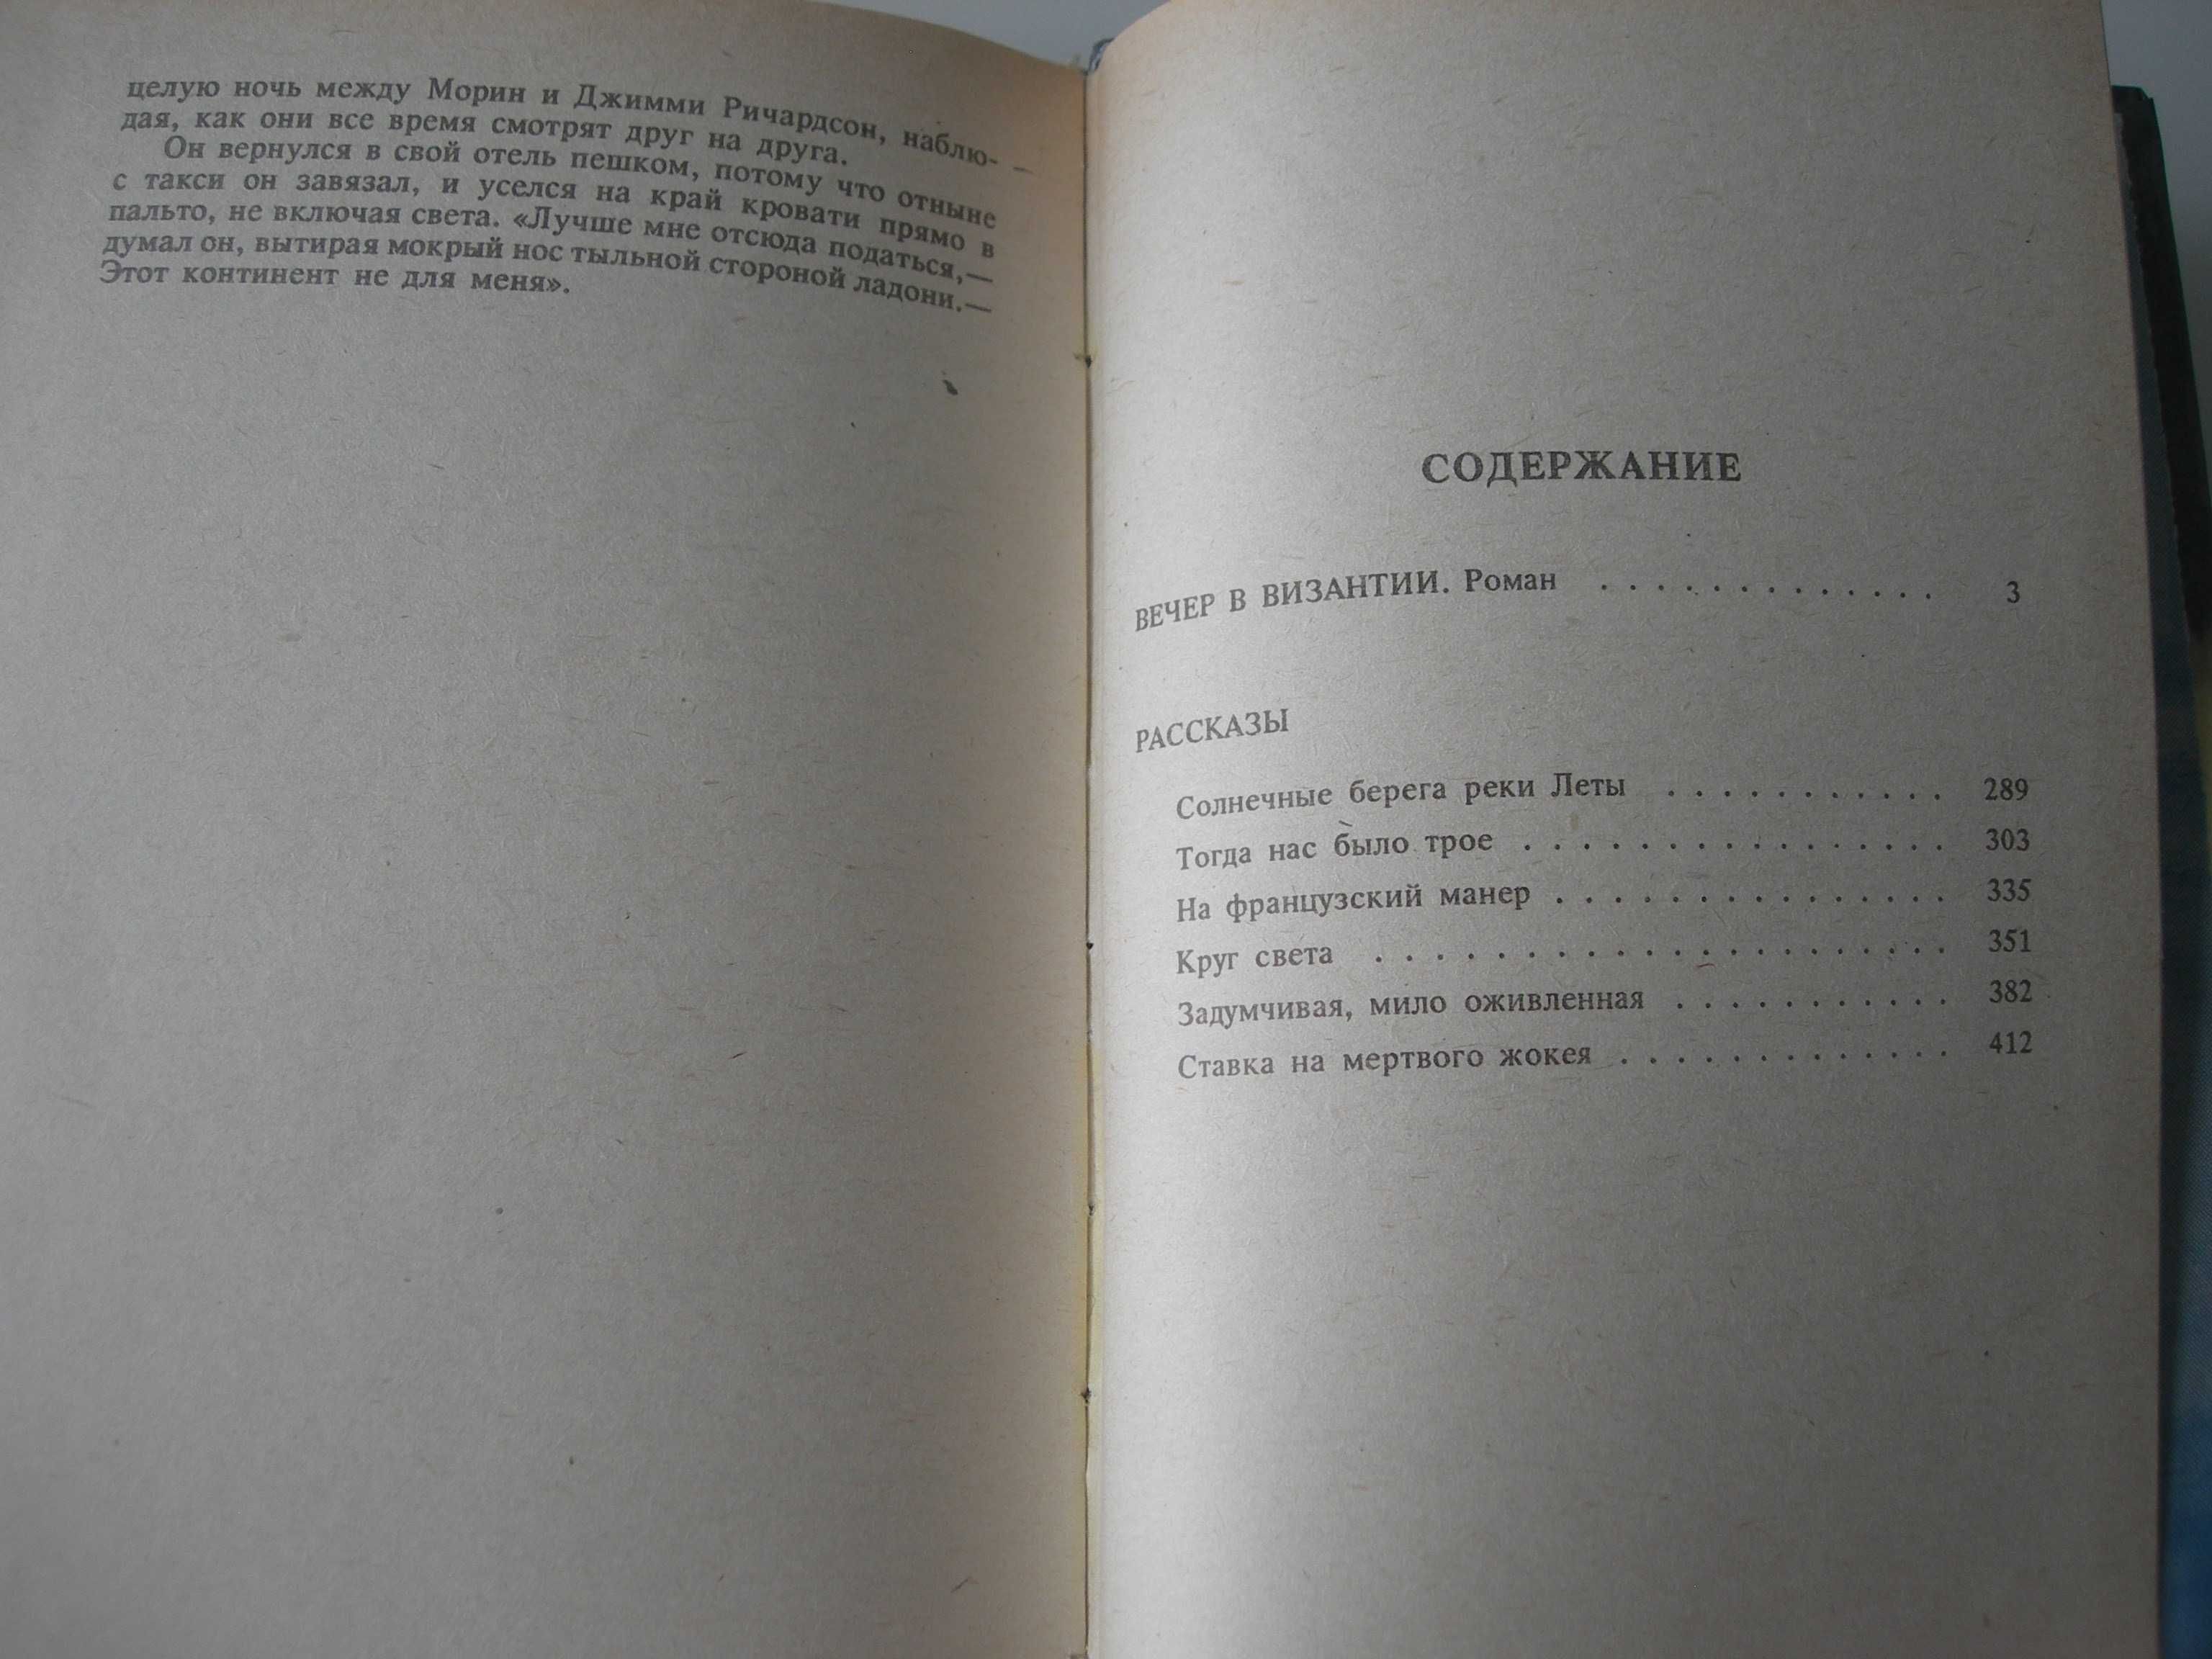 целую ночь между Морин и Джимми Ричардсон, наблю-
дая, как они все время смотрят друг на друга.
Он вернулся в свой отель пешком, потому что отныне
с такси он завязал, и уселся на край кровати прямо в
пальто, не включая света. «Лучше мне отсюда податься,—
думал он, вытирая мокрый нос тыльной стороной ладони.—
Этот континент не для меня».
СОДЕРЖАНИЕ
ВЕЧЕР В ВИЗАНТИИ. Роман . . . . . . . . . . . . 3
РАССКАЗЫ
Солнечные берега реки Леты . . . . . . . . . . 289
Тогда нас было трое . . . . . . . . . . . . . . . 303
На французский манер . . . . . . . . . . . . . . 335
Круг света . . . . . . . . . . . . . . . . . . . . 351
Задумчивая, мило оживленная . . . . . . . . . . 382
Ставка на мертвого жокея . . . . . . . . . . . . 412